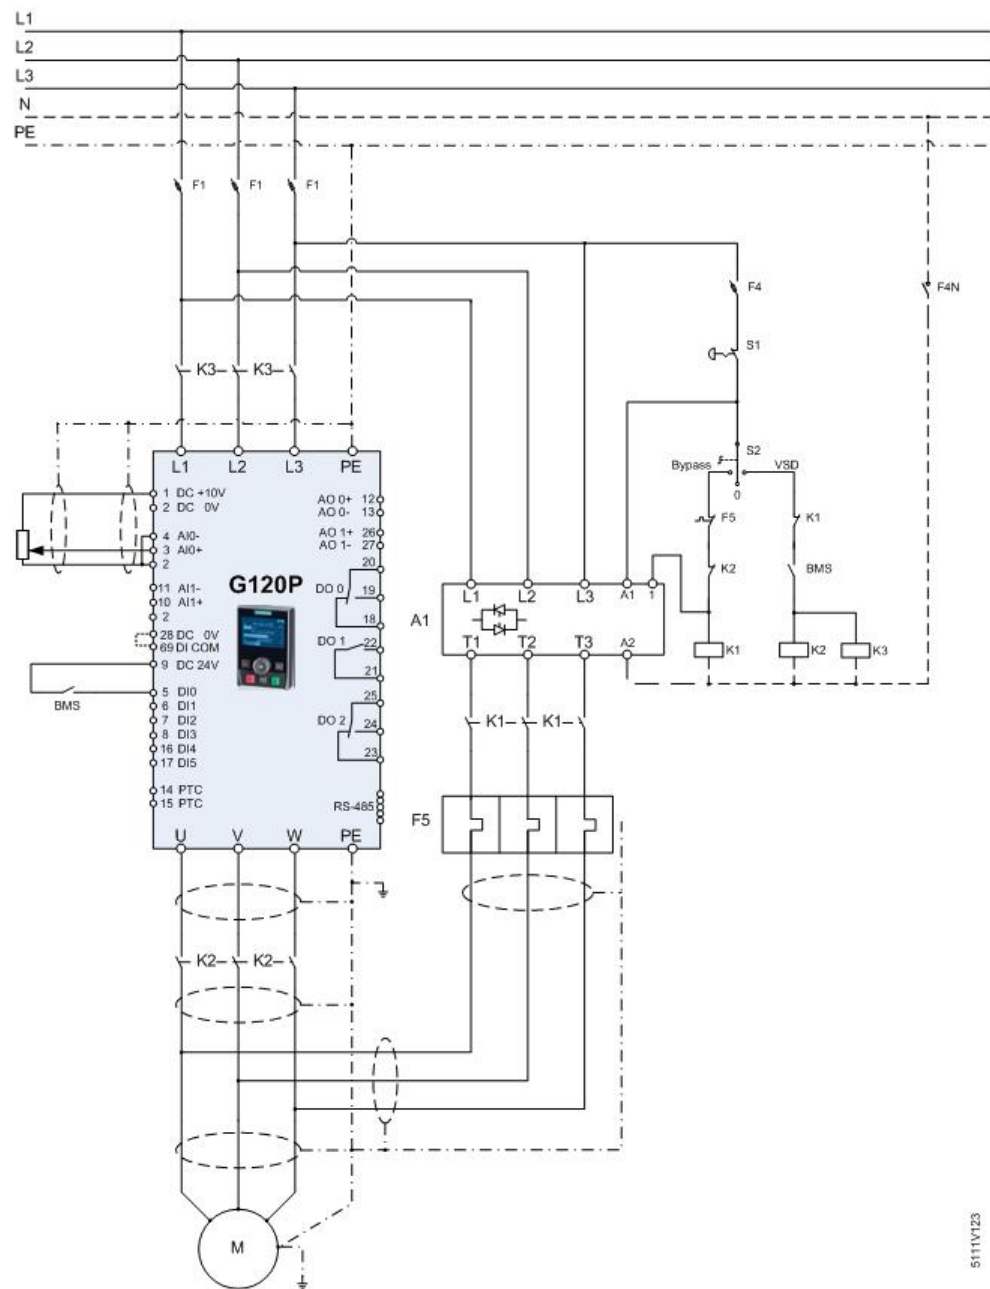 L1
L2
L3
N
PE
F1 F1 F1
F4 F4N
S1
K3 K3
S2
Bypass VSD
0
L1 L2 L3 PE
1 DC +10V
2 DC 0V
4 AI0-
3 AI0+
2
11 AI1-
10 AI1+
2
28 DC 0V
69 DI COM
9 DC 24V
5 DI0
6 DI1
7 DI2
8 DI3
16 DI4
17 DI5
14 PTC
15 PTC
BMS
G120P
AO 0+ 12
AO 0- 13
AO 1+ 26
AO 1- 27
20
DO 0 19
18
DO 1 22
21
25
DO 2 24
23
RS-485
U V W PE
F5 K1
K2 BMS
A1
L1 L2 L3 A1 1
T1 T2 T3 A2
K1 K2 K3
K1 K1
F5
K2 K2
M
5111V123